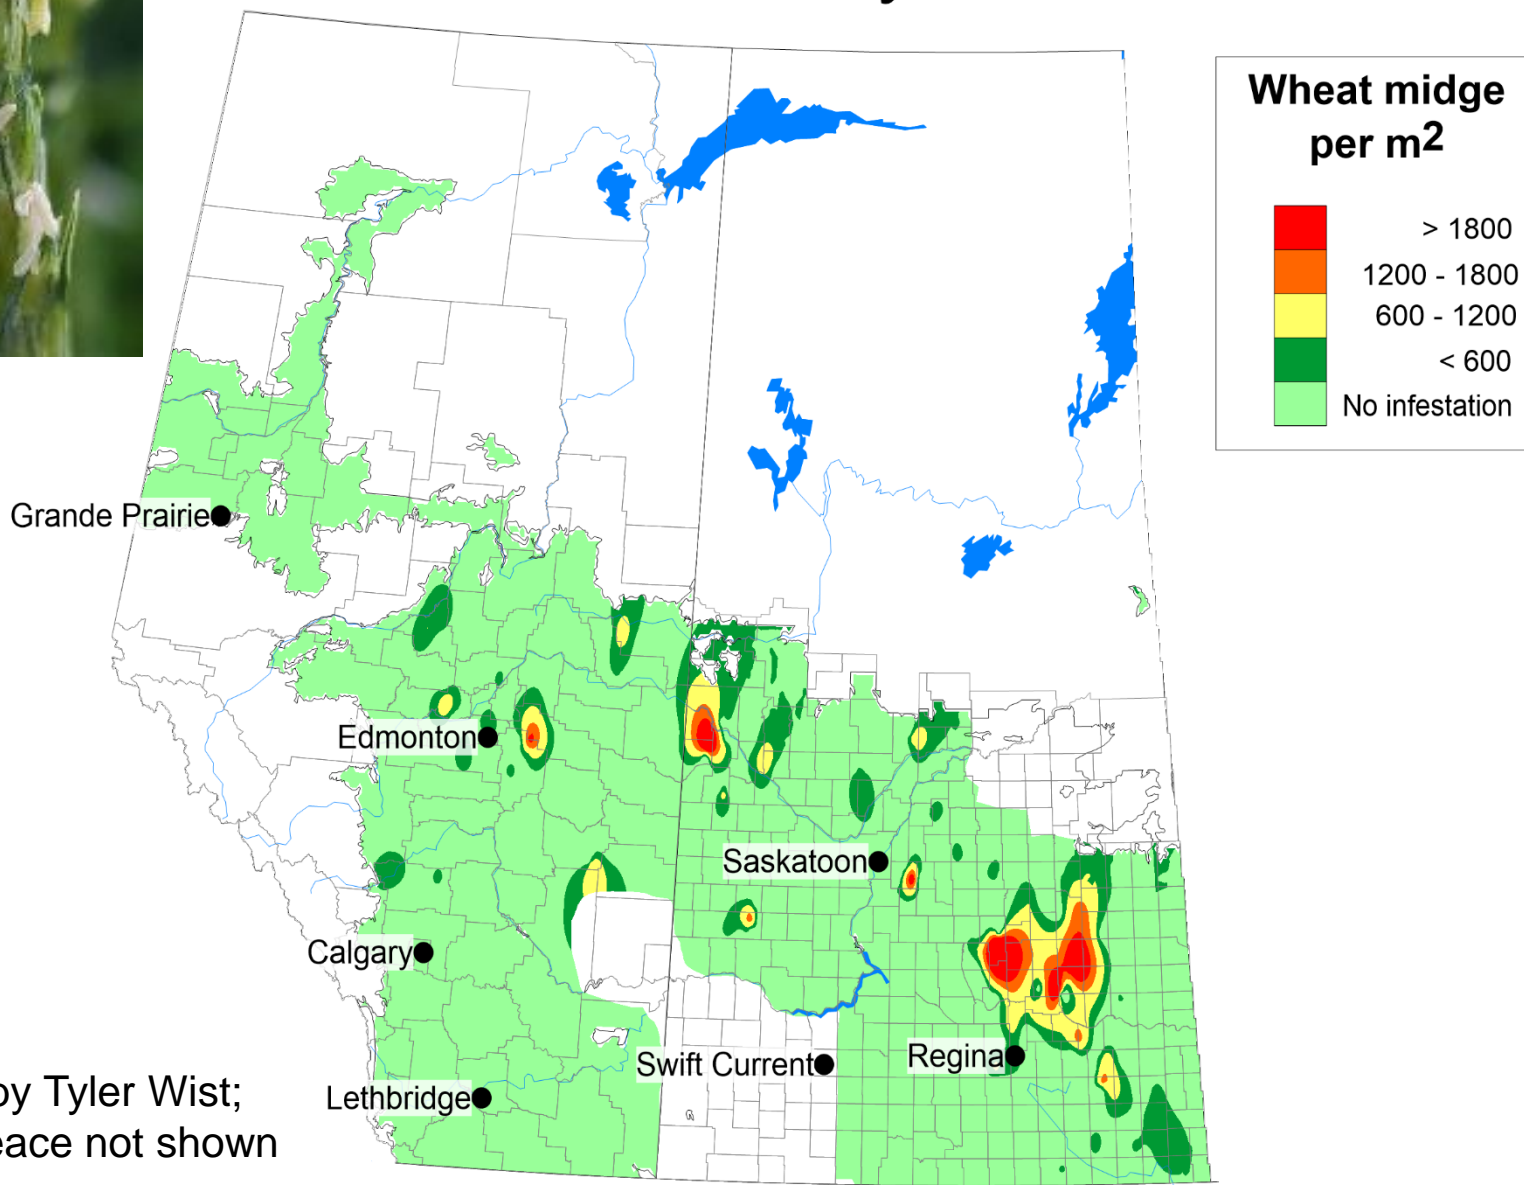 Wheat midge
per m2
> 1800
1200 - 1800
600 - 1200
< 600
No infestation
Grande Prairie
Edmonton
Saskatoon
Calgary
Swift Current
Regina
Lethbridge
by Tyler Wist;
not shown